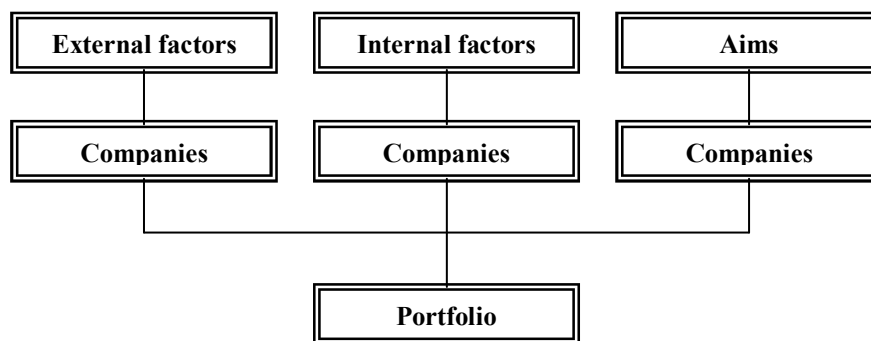 External factors
Internal factors
Aims
Companies
Companies
Companies
Portfolio